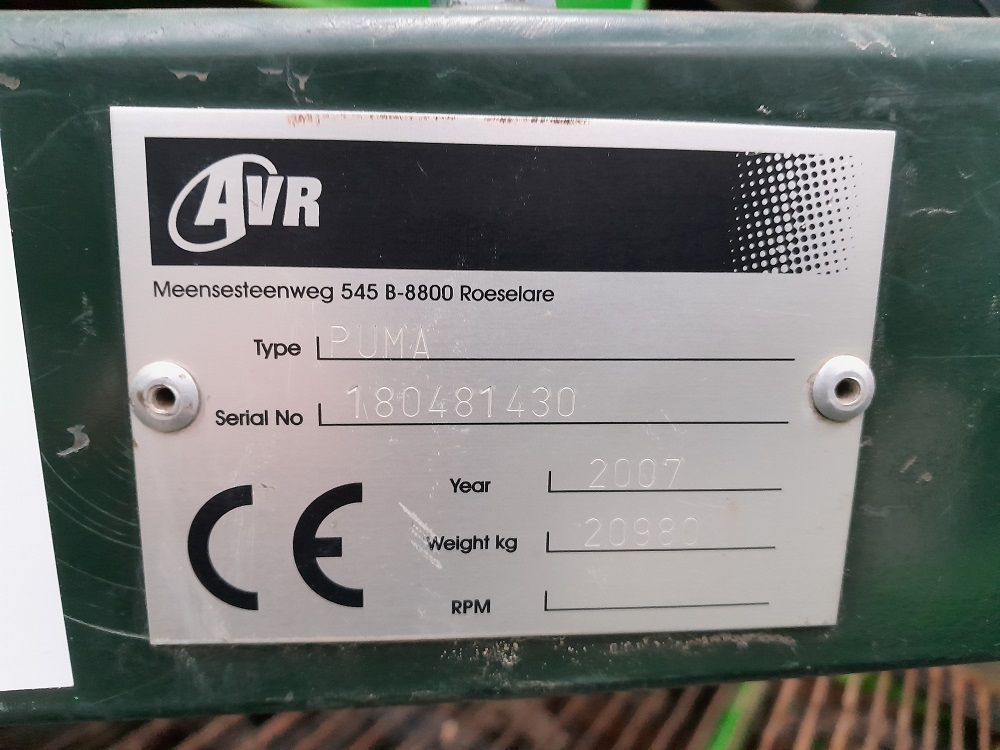 AVR
Meensesteenweg 545 B-8800 Roeselare
Type PUMA
Serial No 180481430
Year 2007
Weight kg 20980
RPM
CE